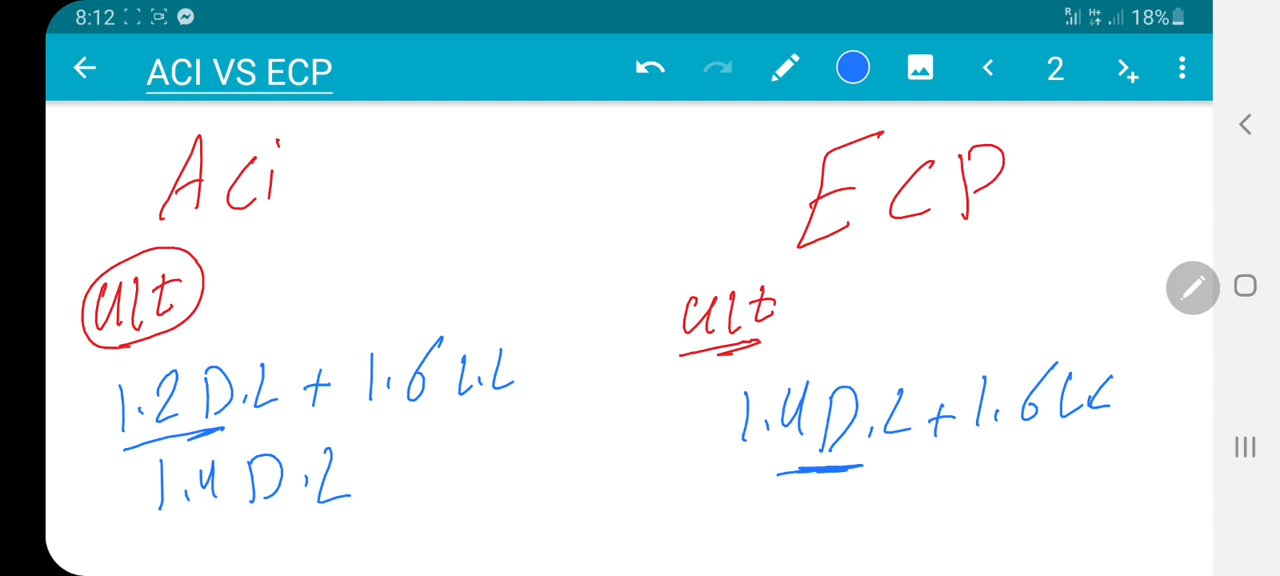 8:12 18%
ACI VS ECP 2
ACi
ECP
ult
ult
1.2 D.L + 1.6 L.L
1.4 D.L + 1.6 LL
1.4 D.L